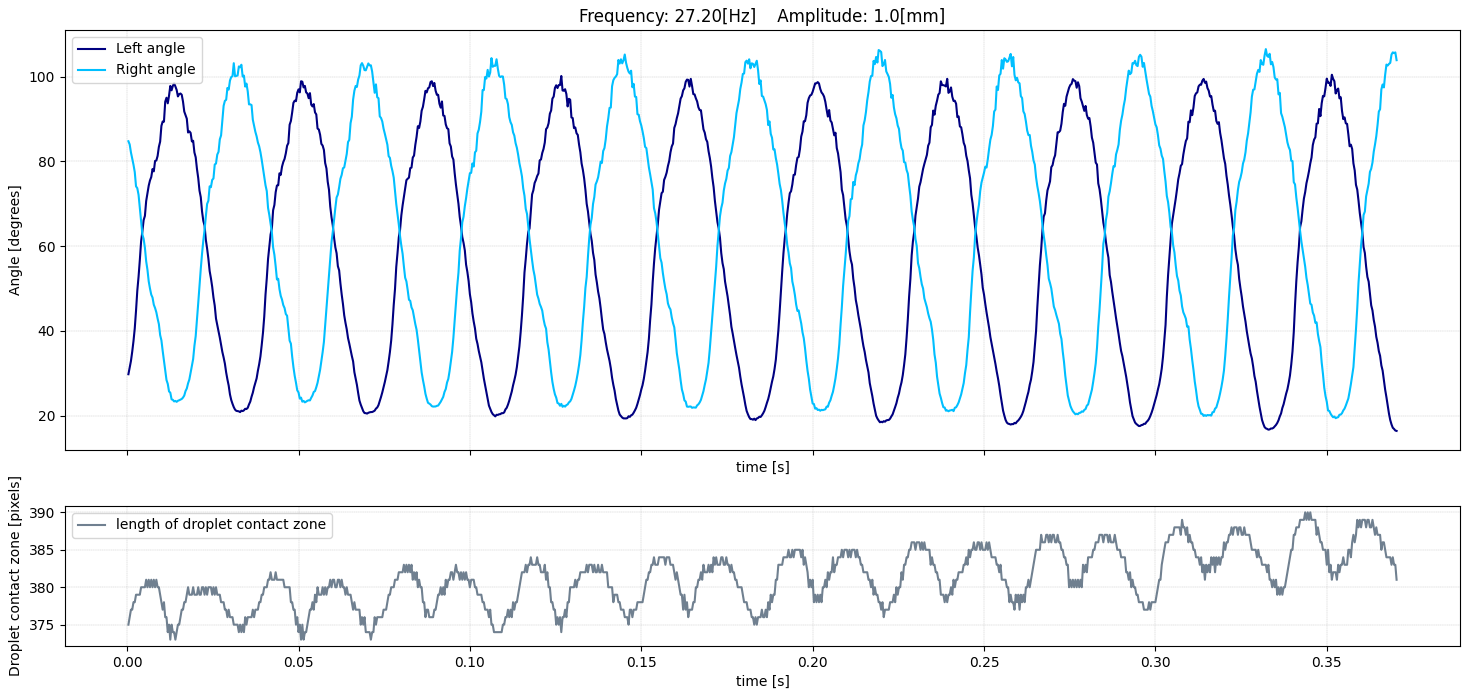 Frequency: 27.20[Hz]    Amplitude: 1.0[mm]
Left angle
Right angle
Angle [degrees]
100
80
60
40
20
time [s]
length of droplet contact zone
Droplet contact zone [pixels]
390
385
380
375
0.00 0.05 0.10 0.15 0.20 0.25 0.30 0.35
time [s]